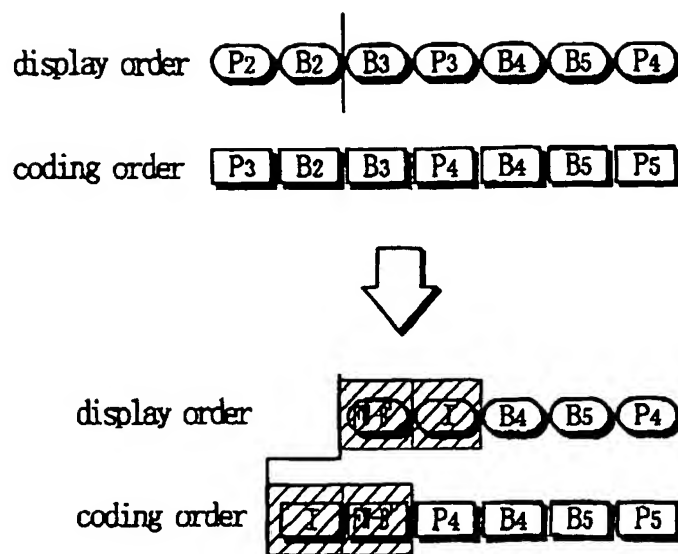 display order P2 B2 B3 P3 B4 B5 P4
coding order P3 B2 B3 P4 B4 B5 P5
display order I B4 B5 P4
coding order I P4 B4 B5 P5